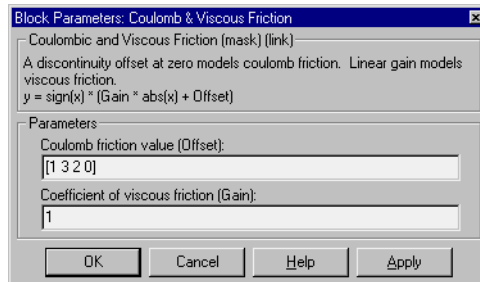 Block Parameters: Coulomb & Viscous Friction
Coulombic and Viscous Friction (mask) (link)
A discontinuity offset at zero models coulomb friction. Linear gain models
viscous friction.
y = sign(x) * (Gain * abs(x) + Offset)
Parameters
Coulomb friction value (Offset):
[1 3 2 0]
Coefficient of viscous friction (Gain):
1
OK Cancel Help Apply